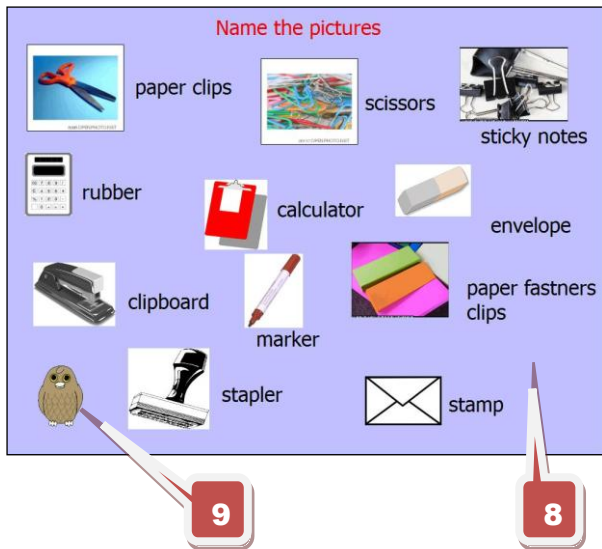 Name the pictures
paper clips
scissors
sticky notes
rubber
calculator
envelope
clipboard
marker
paper fastners
clips
stapler
stamp
9
8